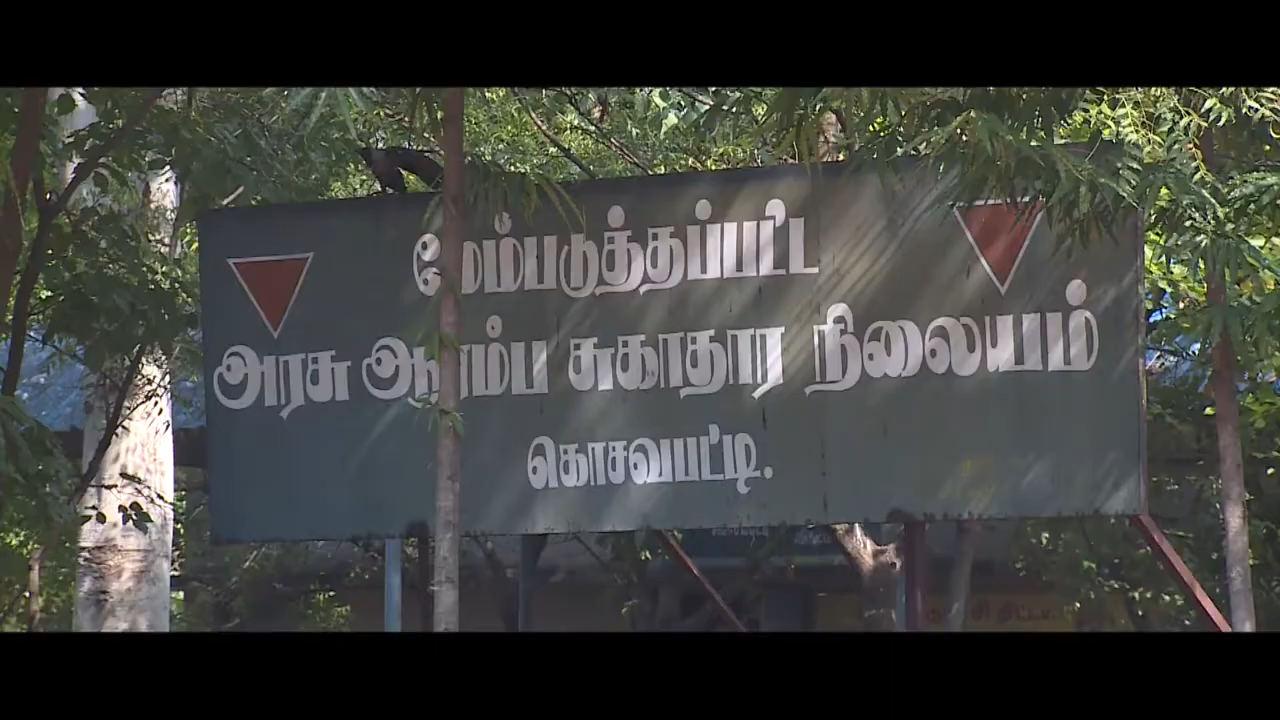 மேம்படுத்தப்பட்ட
அரசு ஆரம்ப சுகாதார நிலையம்
கொசவபட்டி.